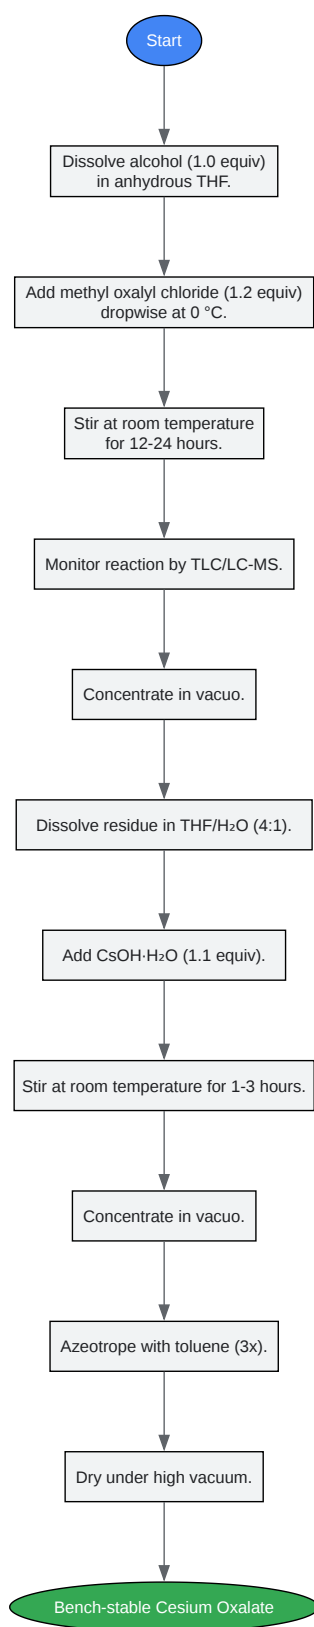 Start
Dissolve alcohol (1.0 equiv)
in anhydrous THF.
Add methyl oxalyl chloride (1.2 equiv)
dropwise at 0 °C.
Stir at room temperature
for 12-24 hours.
Monitor reaction by TLC/LC-MS.
Concentrate in vacuo.
Dissolve residue in THF/H₂O (4:1).
Add CsOH·H₂O (1.1 equiv).
Stir at room temperature for 1-3 hours.
Concentrate in vacuo.
Azeotrope with toluene (3x).
Dry under high vacuum.
Bench-stable Cesium Oxalate